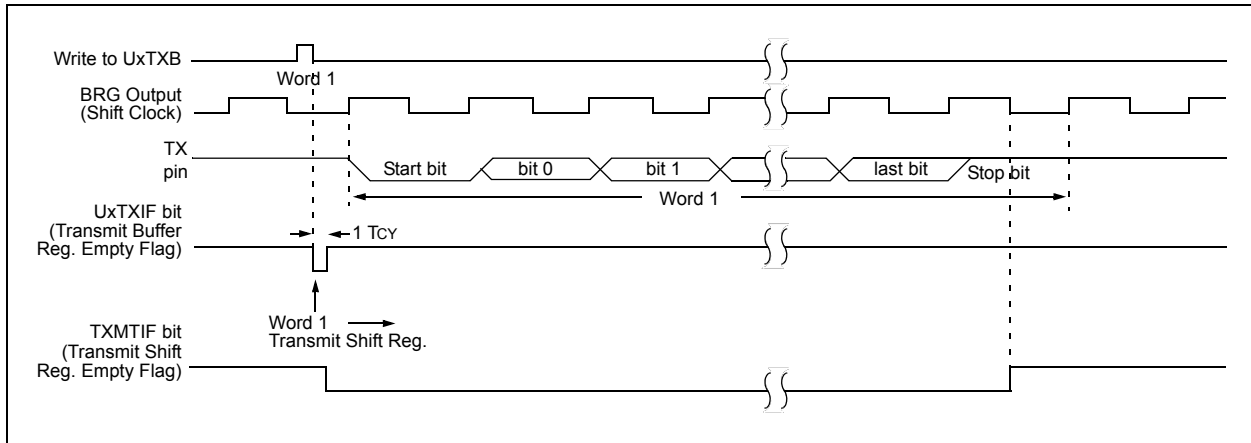 Write to UxTXB
Word 1
BRG Output
(Shift Clock)
TX
pin
Start bit
bit 0
bit 1
last bit
Stop bit
Word 1
UxTXIF bit
(Transmit Buffer
Reg. Empty Flag)
1 TCY
Word 1
Transmit Shift Reg.
TXMTIF bit
(Transmit Shift
Reg. Empty Flag)